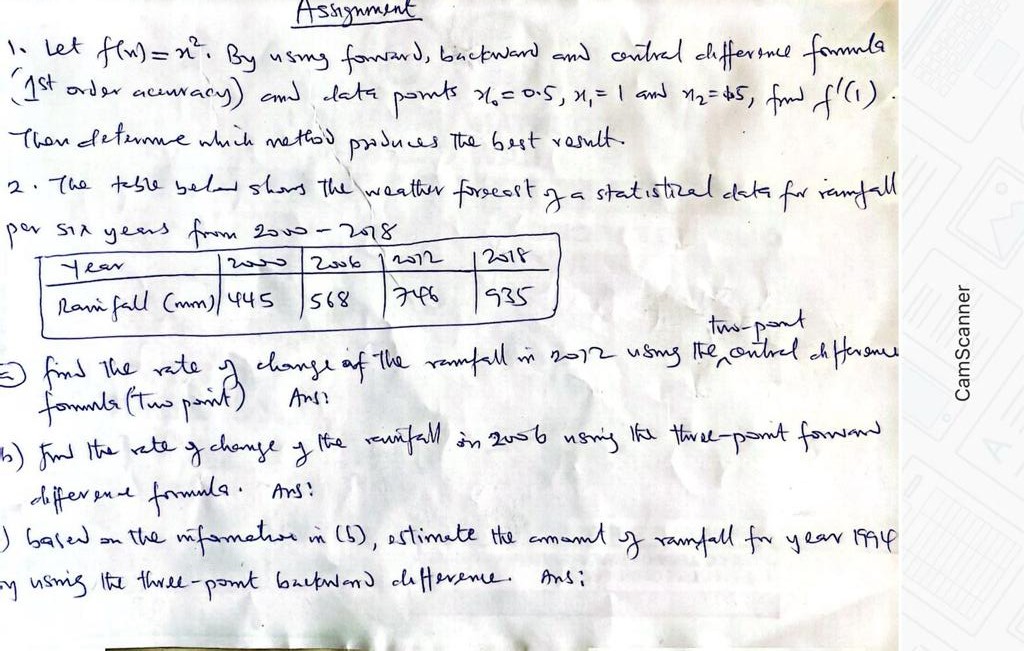 Assignment
1. Let f(x) = x². By using forward, backward and central difference formula
(1st order accuracy) and data points x₀ = 0.5, x₁ = 1 and x₂ = 1.5, find f'(1).
Then determine which method produces the best result.
2. The table below shows the weather forecast of a statistical data for rainfall
per six years from 2000 - 2018
Year | 2000 | 2006 | 2012 | 2018
Rainfall (mm) | 445 | 568 | 746 | 935
two-point
a) find the rate of change of the rainfall in 2012 using the central difference
formula (Two point) Ans:
b) Find the rate of change of the rainfall in 2006 using the three-point forward
difference formula. Ans:
) based on the information in (b), estimate the amount of rainfall for year 1994
by using the three-point backward difference. Ans:
CamScanner